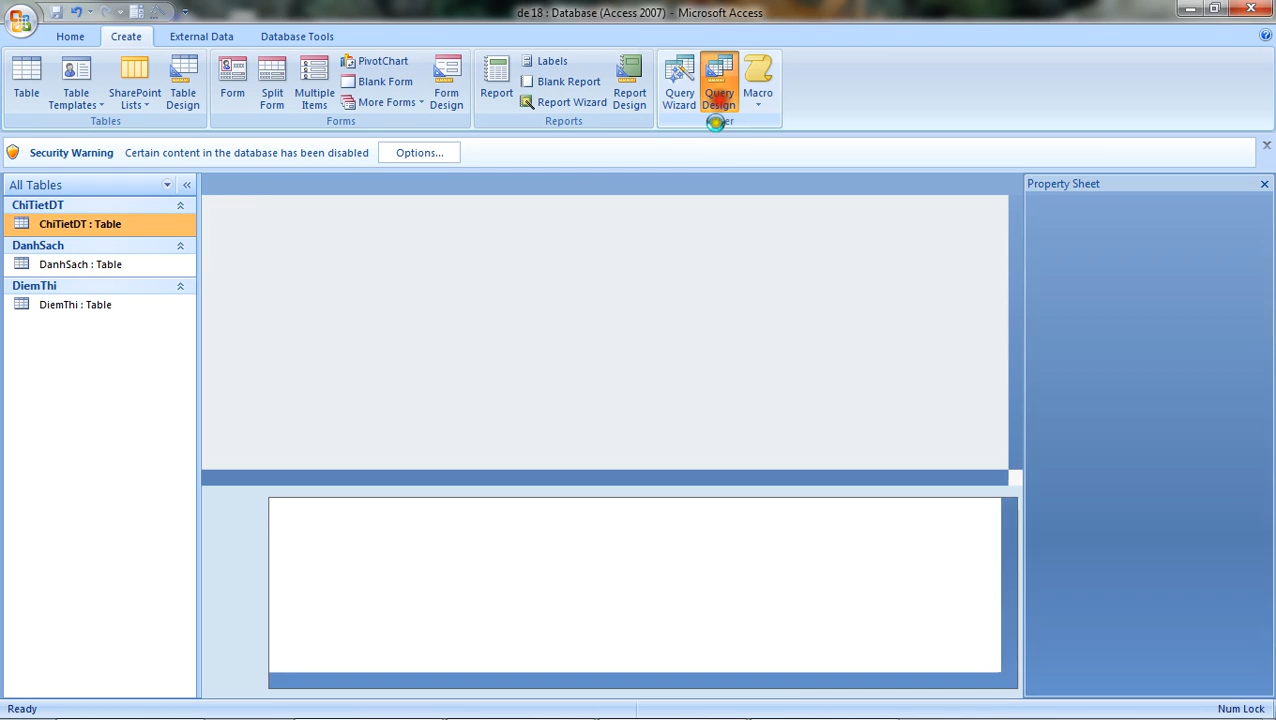 de 18 : Database (Access 2007) - Microsoft Access
Home
Create
External Data
Database Tools
Table
Table Templates
SharePoint Lists
Table Design
Tables
Form
Split Form
Multiple Items
PivotChart
Blank Form
More Forms
Form Design
Forms
Report
Labels
Blank Report
Report Wizard
Report Design
Reports
Query Wizard
Query Design
Macro
Security Warning
Certain content in the database has been disabled
Options...
All Tables
Property Sheet
ChiTietDT
ChiTietDT : Table
DanhSach
DanhSach : Table
DiemThi
DiemThi : Table
Ready
Num Lock